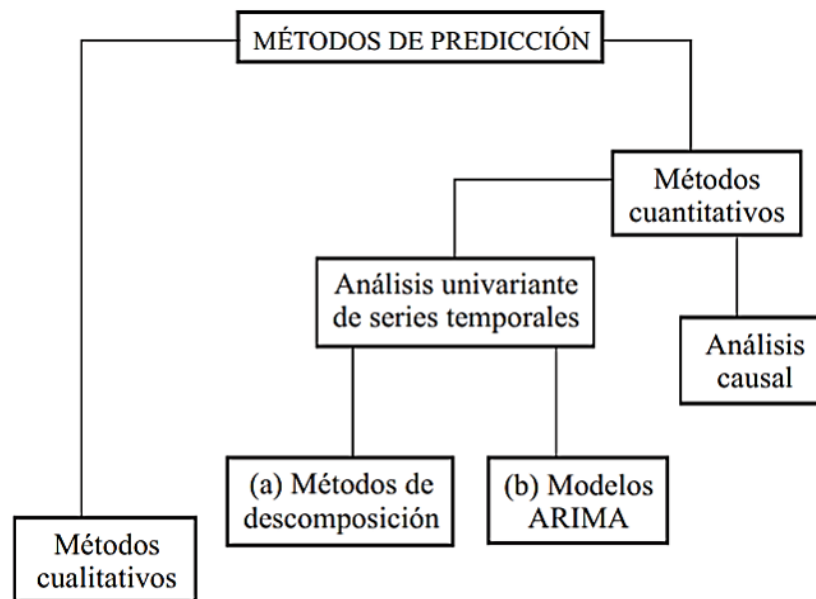 MÉTODOS DE PREDICCIÓN
Métodos
cuantitativos
Análisis univariante
de series temporales
Análisis
causal
(a) Métodos de
descomposición
(b) Modelos
ARIMA
Métodos
cualitativos